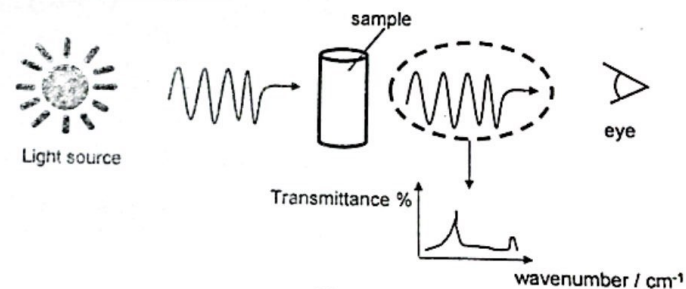 sample
Light source
eye
Transmittance %
wavenumber / cm⁻¹